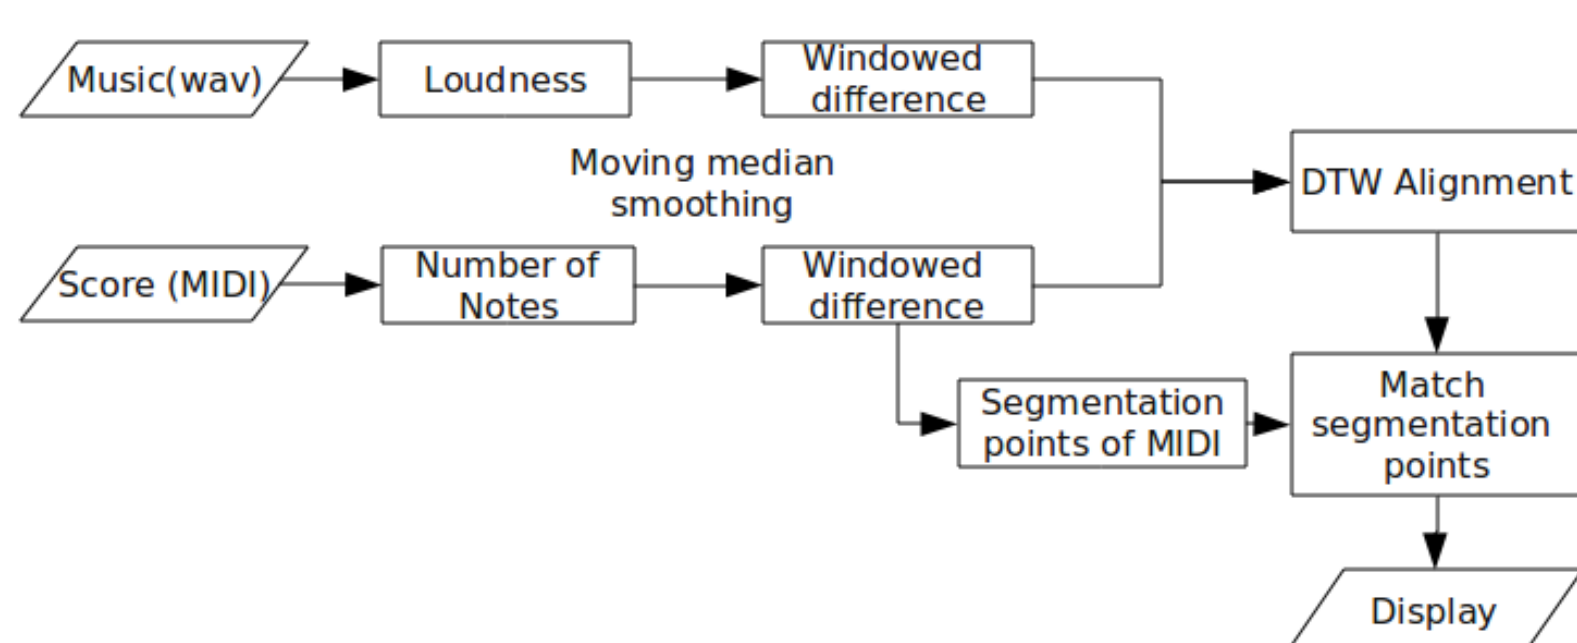 Music(wav)
Loudness
Windowed
difference
Moving median
smoothing
DTW Alignment
Score (MIDI)
Number of
Notes
Windowed
difference
Segmentation
points of MIDI
Match
segmentation
points
Display